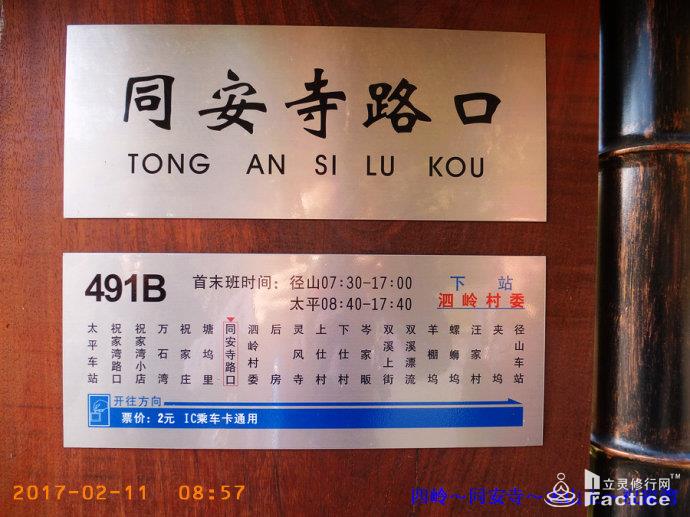 同安寺路口
TONG AN SI LU KOU
491B
首末班时间：径山07:30-17:00
太平08:40-17:40
下 站
泗岭村委
太平车站
祝家湾路口
祝家湾小店
万石湾
祝家庄
塘坞里
同安寺路口
泗岭村委
后房
灵风寺
上仕村
下仕村
岑家畈
双溪上街
双溪漂流
羊棚坞
螺蛳坞
汪家村
夹坞
径山车站
开往方向
票价：2元 IC乘车卡通用
2017-02-11 08:57
立灵修行网™
Practice